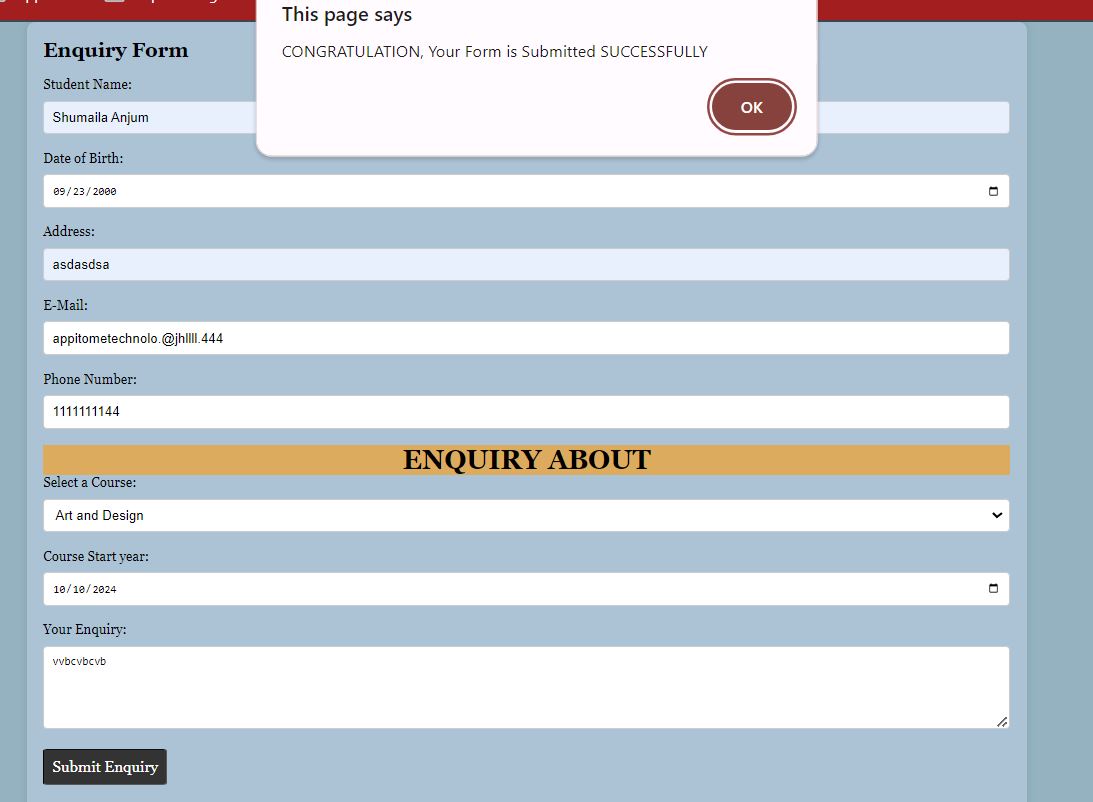 This page says
CONGRATULATION, Your Form is Submitted SUCCESSFULLY
OK
Enquiry Form
Student Name:
Shumaila Anjum
Date of Birth:
09/23/2000
Address:
asdasdsa
E-Mail:
appitometechnolo.@jhllll.444
Phone Number:
1111111144
ENQUIRY ABOUT
Select a Course:
Art and Design
Course Start year:
10/10/2024
Your Enquiry:
vvbcvbcvb
Submit Enquiry